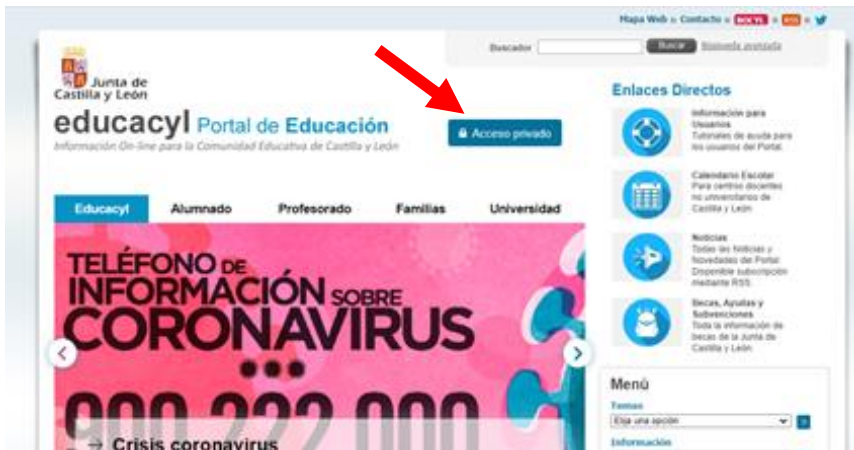 Mapa Web » Contacto » BOCYL » RSS »
Buscador
Buscar
Búsqueda avanzada
Junta de
Castilla y León
educacyl Portal de Educación
Información On-line para la Comunidad Educativa de Castilla y León
Acceso privado
Educacyl Alumnado Profesorado Familias Universidad
TELÉFONO DE
INFORMACIÓN SOBRE
CORONAVIRUS
900 222 000
→ Crisis coronavirus
Enlaces Directos
Información para
Usuarios
Tutoriales de ayuda para
los usuarios del Portal.
Calendario Escolar
Para centros docentes
no universitarios de
Castilla y León
Noticias
Todas las Noticias y
Novedades del Portal.
Disponible subscripción
mediante RSS.
Becas, Ayudas y
Subvenciones
Toda la información de
becas de la Junta de
Castilla y León
Menú
Temas
Elija una opción
Información